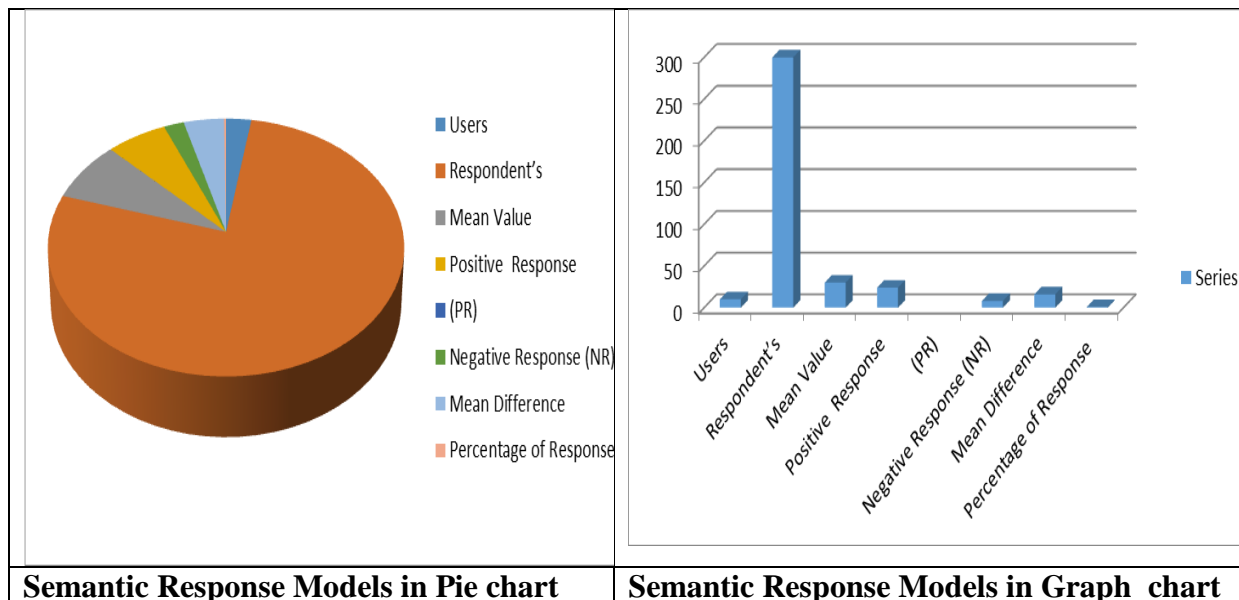 Users
Respondent's
Mean Value
Positive Response
(PR)
Negative Response (NR)
Mean Difference
Percentage of Response
300
250
200
150
100
50
0
Users
Respondent's
Mean Value
Positive Response
(PR)
Negative Response (NR)
Mean Difference
Percentage of Response
Series
Semantic Response Models in Pie chart
Semantic Response Models in Graph chart